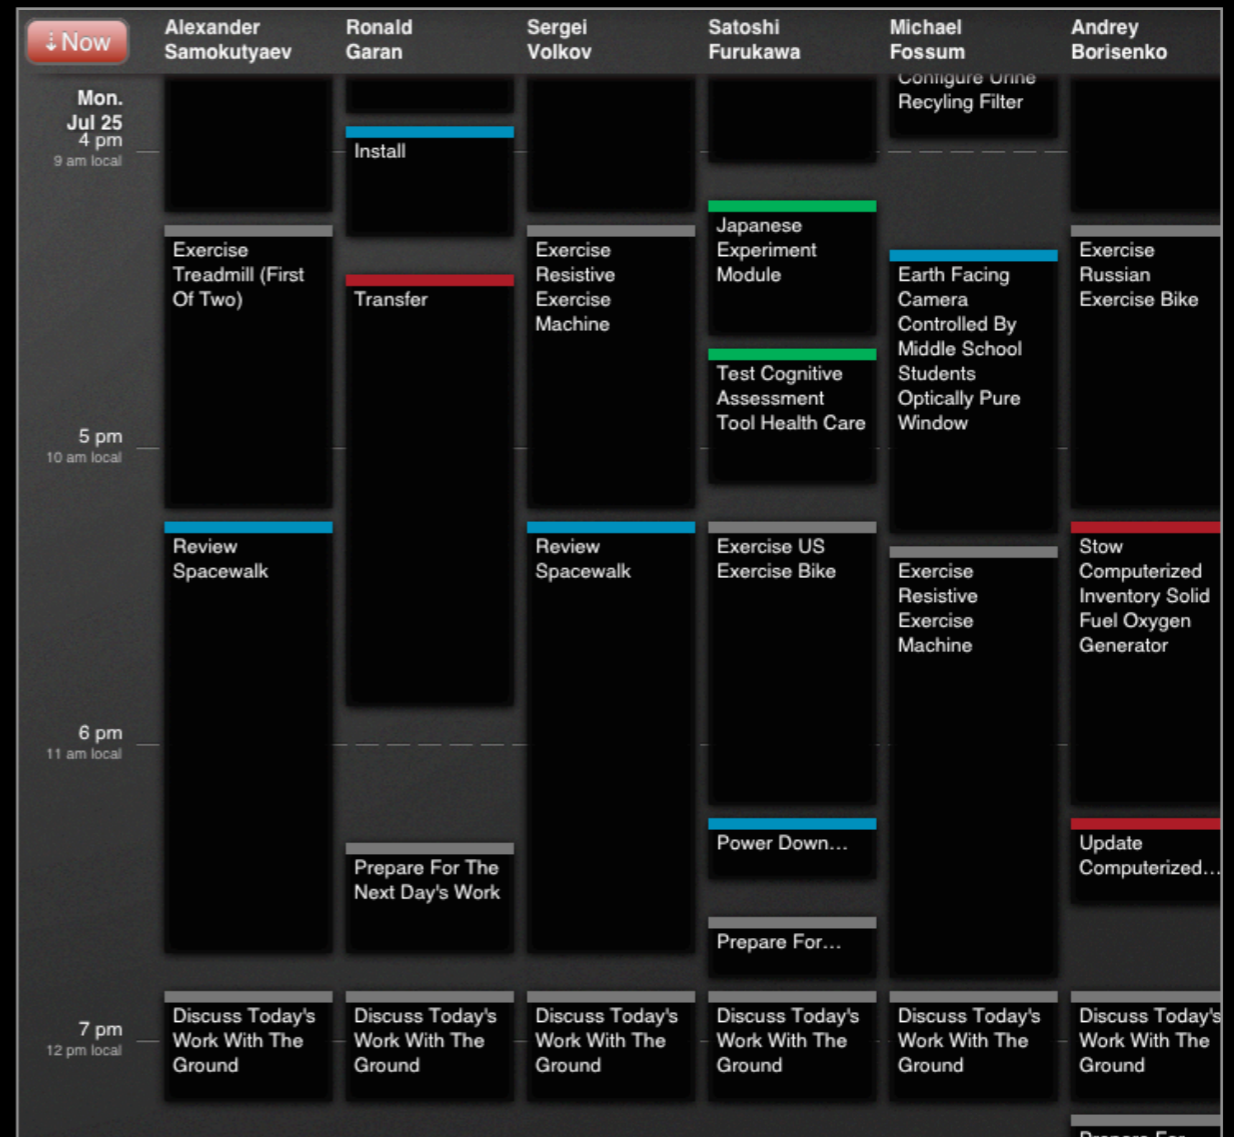 ⇣Now
Alexander
Samokutyaev
Ronald
Garan
Sergei
Volkov
Satoshi
Furukawa
Michael
Fossum
Andrey
Borisenko
Mon.
Jul 25
4 pm
9 am local
5 pm
10 am local
6 pm
11 am local
7 pm
12 pm local
Exercise
Treadmill (First
Of Two)
Review
Spacewalk
Discuss Today's
Work With The
Ground
Install
Transfer
Prepare For The
Next Day's Work
Discuss Today's
Work With The
Ground
Exercise
Resistive
Exercise
Machine
Review
Spacewalk
Discuss Today's
Work With The
Ground
Japanese
Experiment
Module
Test Cognitive
Assessment
Tool Health Care
Exercise US
Exercise Bike
Power Down...
Prepare For...
Discuss Today's
Work With The
Ground
Configure Urine
Recyling Filter
Earth Facing
Camera
Controlled By
Middle School
Students
Optically Pure
Window
Exercise
Resistive
Exercise
Machine
Discuss Today's
Work With The
Ground
Exercise
Russian
Exercise Bike
Stow
Computerized
Inventory Solid
Fuel Oxygen
Generator
Update
Computerized...
Discuss Today's
Work With The
Ground
Prepare For